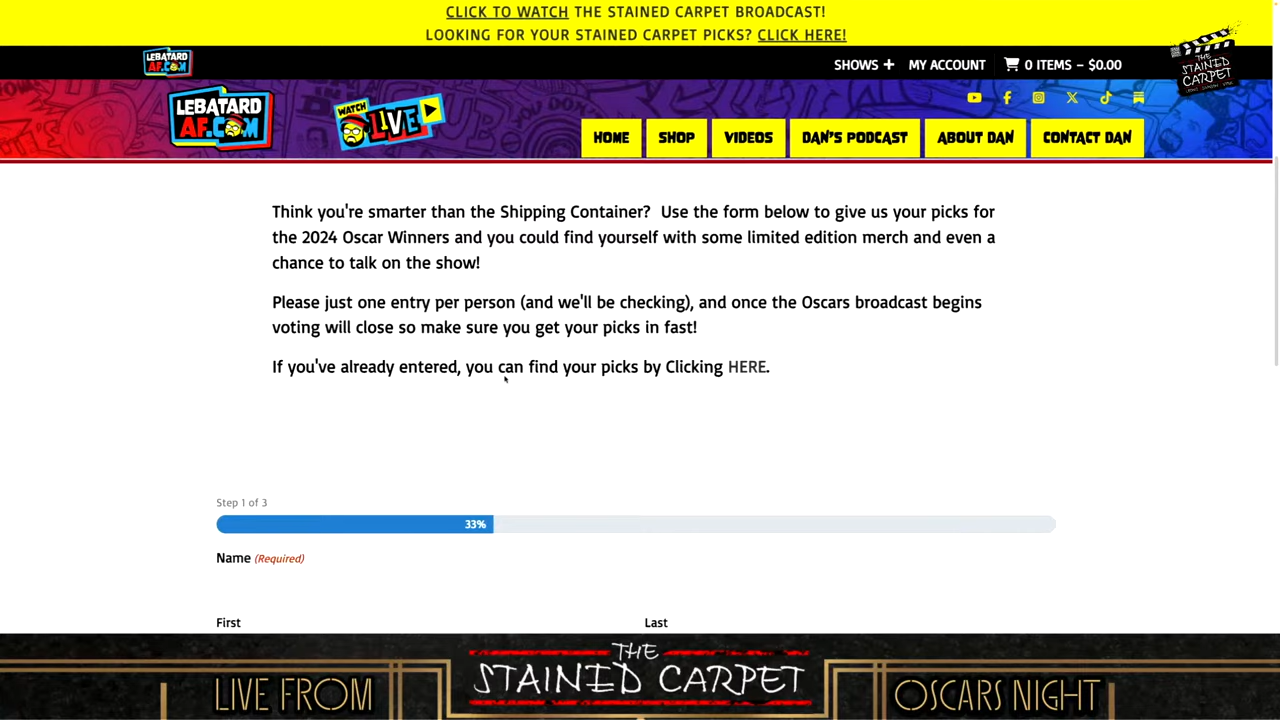 CLICK TO WATCH THE STAINED CARPET BROADCAST!
LOOKING FOR YOUR STAINED CARPET PICKS? CLICK HERE!
LEBATARD
AF.COM
SHOWS + MY ACCOUNT 0 ITEMS – $0.00
THE
STAINED
CARPET
LEBATARD
AF.COM
WATCH
LIVE
HOME SHOP VIDEOS DAN'S PODCAST ABOUT DAN CONTACT DAN
Think you're smarter than the Shipping Container? Use the form below to give us your picks for
the 2024 Oscar Winners and you could find yourself with some limited edition merch and even a
chance to talk on the show!
Please just one entry per person (and we'll be checking), and once the Oscars broadcast begins
voting will close so make sure you get your picks in fast!
If you've already entered, you can find your picks by Clicking HERE.
Step 1 of 3
33%
Name (Required)
First Last
LIVE FROM
THE
STAINED CARPET
OSCARS NIGHT